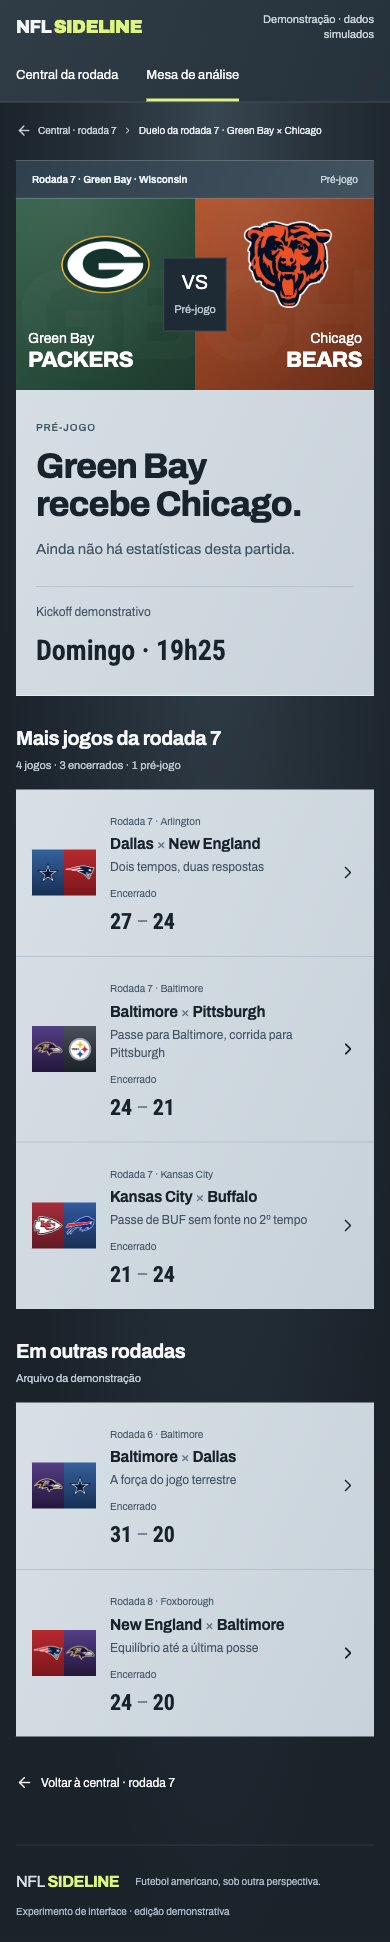 NFL SIDELINE
Demonstração · dados
simulados
Central da rodada
Mesa de análise
← Central · rodada 7 › Duelo da rodada 7 · Green Bay × Chicago
Rodada 7 · Green Bay · Wisconsin
Pré-jogo
G
VS
Pré-jogo
Green Bay
PACKERS
Chicago
BEARS
PRÉ-JOGO
Green Bay
recebe Chicago.
Ainda não há estatísticas desta partida.
Kickoff demonstrativo
Domingo · 19h25
Mais jogos da rodada 7
4 jogos · 3 encerrados · 1 pré-jogo
Rodada 7 · Arlington
Dallas × New England
Dois tempos, duas respostas
Encerrado
27 – 24
Rodada 7 · Baltimore
Baltimore × Pittsburgh
Passe para Baltimore, corrida para
Pittsburgh
Encerrado
24 – 21
Rodada 7 · Kansas City
Kansas City × Buffalo
Passe de BUF sem fonte no 2º tempo
Encerrado
21 – 24
Em outras rodadas
Arquivo da demonstração
Rodada 6 · Baltimore
Baltimore × Dallas
A força do jogo terrestre
Encerrado
31 – 20
Rodada 8 · Foxborough
New England × Baltimore
Equilíbrio até a última posse
Encerrado
24 – 20
← Voltar à central · rodada 7
NFL SIDELINE
Futebol americano, sob outra perspectiva.
Experimento de interface · edição demonstrativa